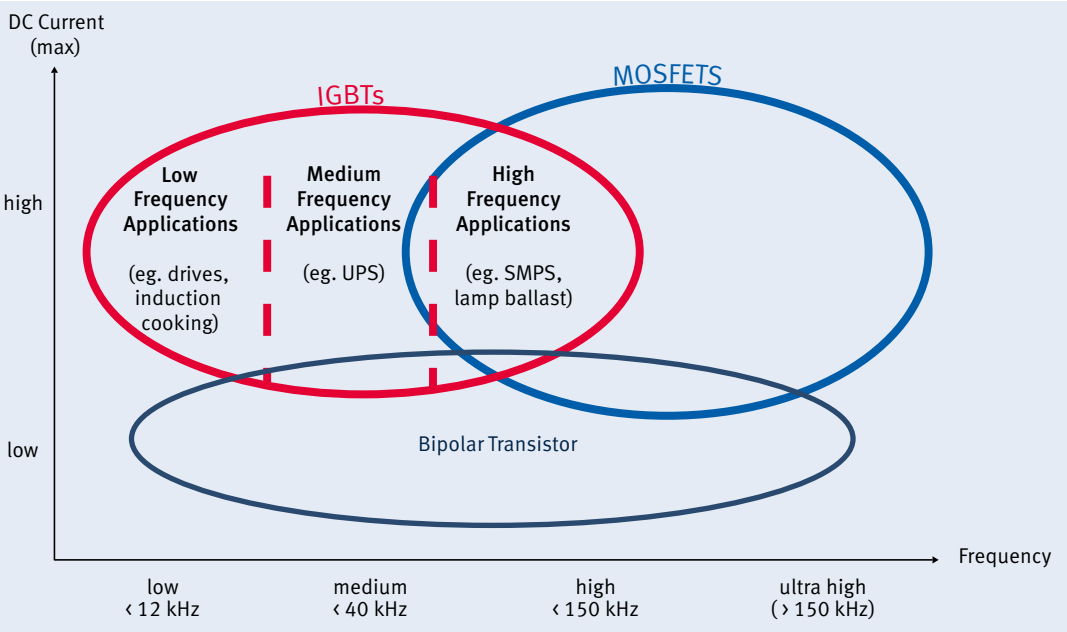 DC Current
(max)
MOSFETS
IGBTs
Low
Frequency
Applications
(eg. drives,
induction
cooking)
Medium
Frequency
Applications
(eg. UPS)
High
Frequency
Applications
(eg. SMPS,
lamp ballast)
high
low
Bipolar Transistor
Frequency
low
< 12 kHz
medium
< 40 kHz
high
< 150 kHz
ultra high
( > 150 kHz)